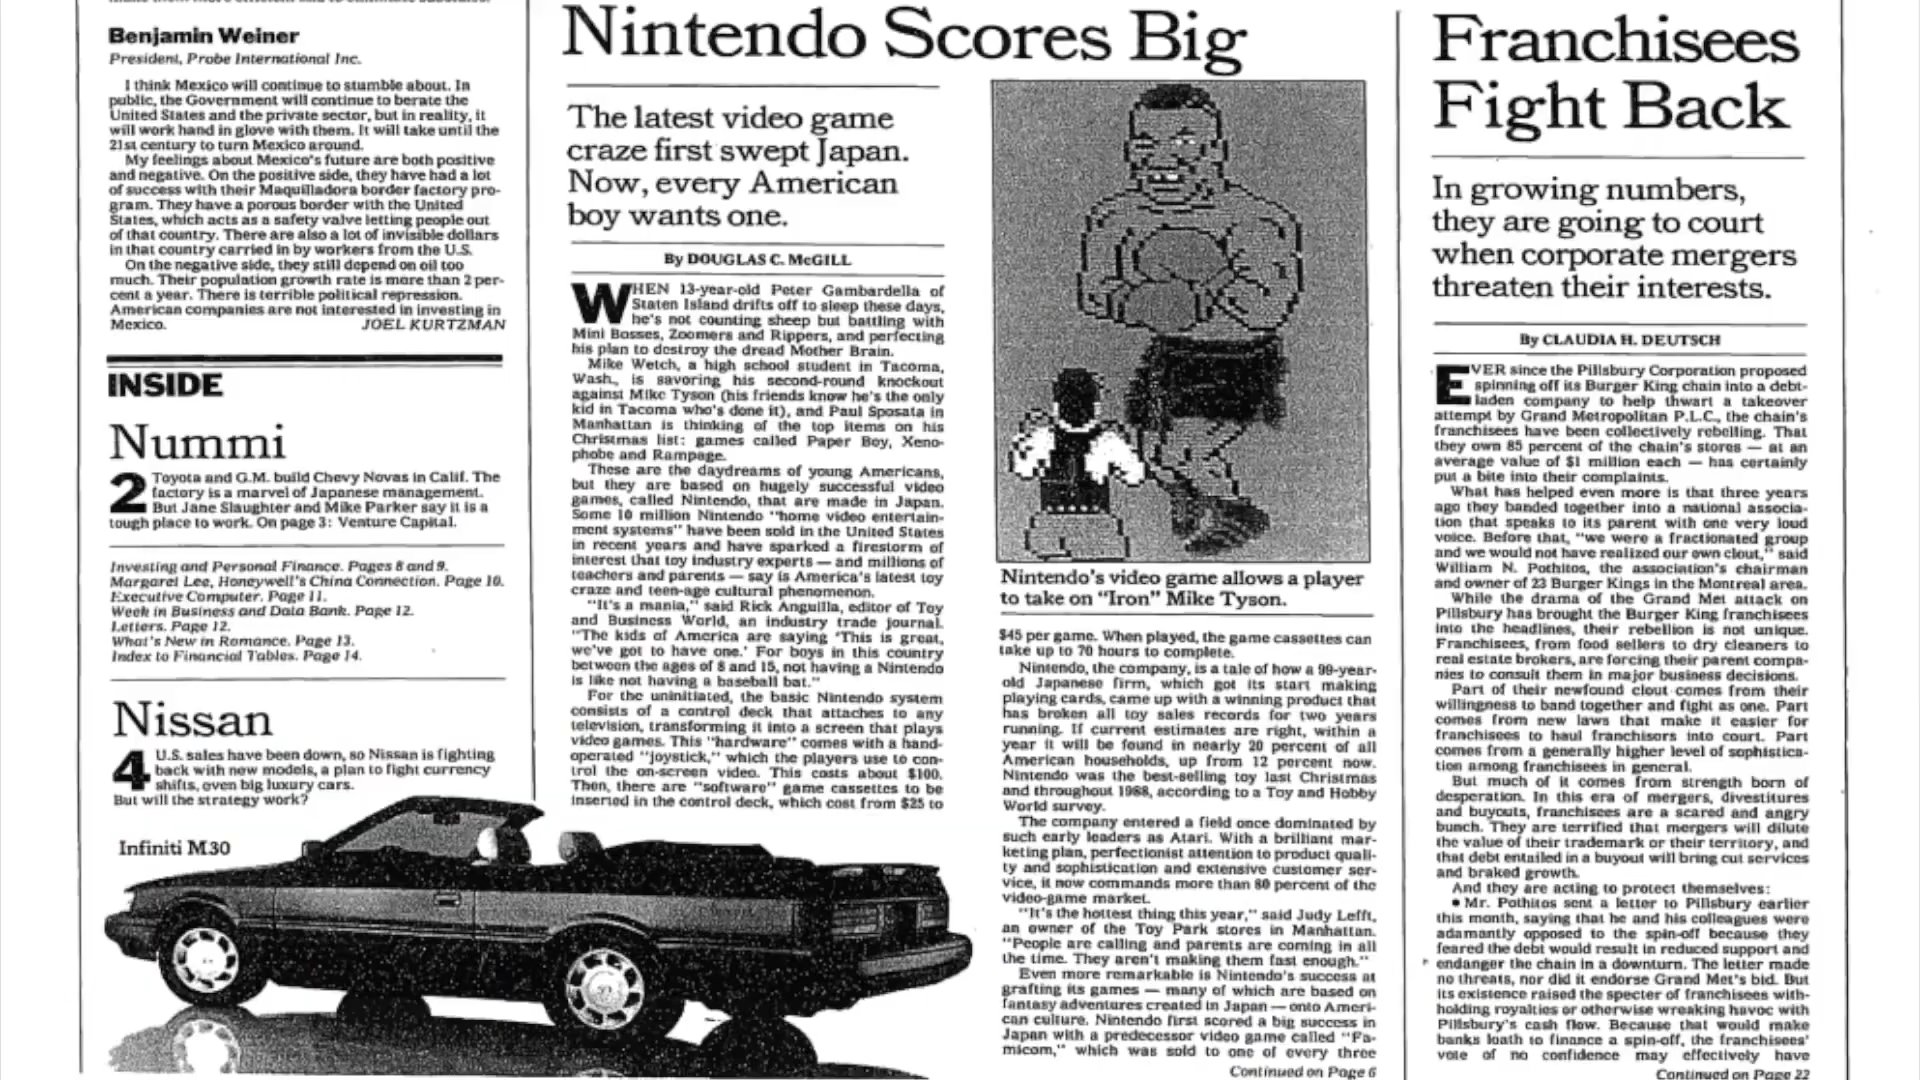 Benjamin Weiner
President, Probe International Inc.
I think Mexico will continue to stumble about. In
public, the Government will continue to berate the
United States and the private sector, but in reality, it
will work hand in glove with them. It will take until the
21st century to turn Mexico around.
My feelings about Mexico's future are both positive
and negative. On the positive side, they have had a lot
of success with their Maquilladora border factory pro-
gram. They have a porous border with the United
States, which acts as a safety valve letting people out
of that country. There are also a lot of invisible dollars
in that country carried in by workers from the U.S.
On the negative side, they still depend on oil too
much. Their population growth rate is more than 2 per-
cent a year. There is terrible political repression.
American companies are not interested in investing in
Mexico. JOEL KURTZMAN
INSIDE
Nummi
2 Toyota and G.M. build Chevy Novas in Calif. The
factory is a marvel of Japanese management.
But Jane Slaughter and Mike Parker say it is a
tough place to work. On page 3: Venture Capital.
Investing and Personal Finance. Pages 8 and 9.
Margaret Lee, Honeywell's China Connection. Page 10.
Executive Computer. Page 11.
Week in Business and Data Bank. Page 12.
Letters. Page 12.
What's New in Romance. Page 13.
Index to Financial Tables. Page 14.
Nissan
4 U.S. sales have been down, so Nissan is fighting
back with new models, a plan to fight currency
shifts, even big luxury cars.
But will the strategy work?
Infiniti M30
Nintendo Scores Big
The latest video game
craze first swept Japan.
Now, every American
boy wants one.
By DOUGLAS C. McGILL
WHEN 13-year-old Peter Gambardella of
Staten Island drifts off to sleep these days,
he's not counting sheep but battling with
Mini Bosses, Zoomers and Rippers, and perfecting
his plan to destroy the dread Mother Brain.
Mike Wetch, a high school student in Tacoma,
Wash., is savoring his second-round knockout
against Mike Tyson (his friends know he's the only
kid in Tacoma who's done it), and Paul Sposata in
Manhattan is thinking of the top items on his
Christmas list: games called Paper Boy, Xeno-
phobe and Rampage.
These are the daydreams of young Americans,
but they are based on hugely successful video
games, called Nintendo, that are made in Japan.
Some 10 million Nintendo "home video entertain-
ment systems" have been sold in the United States
in recent years and have sparked a firestorm of
interest that toy industry experts — and millions of
teachers and parents — say is America's latest toy
craze and teen-age cultural phenomenon.
"It's a mania," said Rick Anguilla, editor of Toy
and Business World, an industry trade journal.
"The kids of America are saying 'This is great,
we've got to have one.' For boys in this country
between the ages of 8 and 15, not having a Nintendo
is like not having a baseball bat."
For the uninitiated, the basic Nintendo system
consists of a control deck that attaches to any
television, transforming it into a screen that plays
video games. This "hardware" comes with a hand-
operated "joystick," which the players use to con-
trol the on-screen video. This costs about $100.
Then, there are "software" game cassettes to be
inserted in the control deck, which cost from $25 to
Nintendo's video game allows a player
to take on "Iron" Mike Tyson.
$45 per game. When played, the game cassettes can
take up to 70 hours to complete.
Nintendo, the company, is a tale of how a 99-year-
old Japanese firm, which got its start making
playing cards, came up with a winning product that
has broken all toy sales records for two years
running. If current estimates are right, within a
year it will be found in nearly 20 percent of all
American households, up from 12 percent now.
Nintendo was the best-selling toy last Christmas
and throughout 1988, according to a Toy and Hobby
World survey.
The company entered a field once dominated by
such early leaders as Atari. With a brilliant mar-
keting plan, perfectionist attention to product quali-
ty and sophistication and extensive customer ser-
vice, it now commands more than 80 percent of the
video-game market.
"It's the hottest thing this year," said Judy Lefft,
an owner of the Toy Park stores in Manhattan.
"People are calling and parents are coming in all
the time. They aren't making them fast enough."
Even more remarkable is Nintendo's success at
grafting its games — many of which are based on
fantasy adventures created in Japan — onto Ameri-
can culture. Nintendo first scored a big success in
Japan with a predecessor video game called "Fa-
micom," which was sold to one of every three
Continued on Page 6
Franchisees
Fight Back
In growing numbers,
they are going to court
when corporate mergers
threaten their interests.
By CLAUDIA H. DEUTSCH
EVER since the Pillsbury Corporation proposed
spinning off its Burger King chain into a debt-
laden company to help thwart a takeover
attempt by Grand Metropolitan P.L.C., the chain's
franchisees have been collectively rebelling. That
they own 85 percent of the chain's stores — at an
average value of $1 million each — has certainly
put a bite into their complaints.
What has helped even more is that three years
ago they banded together into a national associa-
tion that speaks to its parent with one very loud
voice. Before that, "we were a fractionated group
and we would not have realized our own clout," said
William N. Pothitos, the association's chairman
and owner of 23 Burger Kings in the Montreal area.
While the drama of the Grand Met attack on
Pillsbury has brought the Burger King franchisees
into the headlines, their rebellion is not unique.
Franchisees, from food sellers to dry cleaners to
real estate brokers, are forcing their parent compa-
nies to consult them in major business decisions.
Part of their newfound clout comes from their
willingness to band together and fight as one. Part
comes from new laws that make it easier for
franchisees to haul franchisors into court. Part
comes from a generally higher level of sophistica-
tion among franchisees in general.
But much of it comes from strength born of
desperation. In this era of mergers, divestitures
and buyouts, franchisees are a scared and angry
bunch. They are terrified that mergers will dilute
the value of their trademark or their territory, and
that debt entailed in a buyout will bring cut services
and braked growth.
And they are acting to protect themselves:
• Mr. Pothitos sent a letter to Pillsbury earlier
this month, saying that he and his colleagues were
adamantly opposed to the spin-off because they
feared the debt would result in reduced support and
endanger the chain in a downturn. The letter made
no threats, nor did it endorse Grand Met's bid. But
its existence raised the specter of franchisees with-
holding royalties or otherwise wreaking havoc with
Pillsbury's cash flow. Because that would make
banks loath to finance a spin-off, the franchisees'
vote of no confidence may effectively have
Continued on Page 22